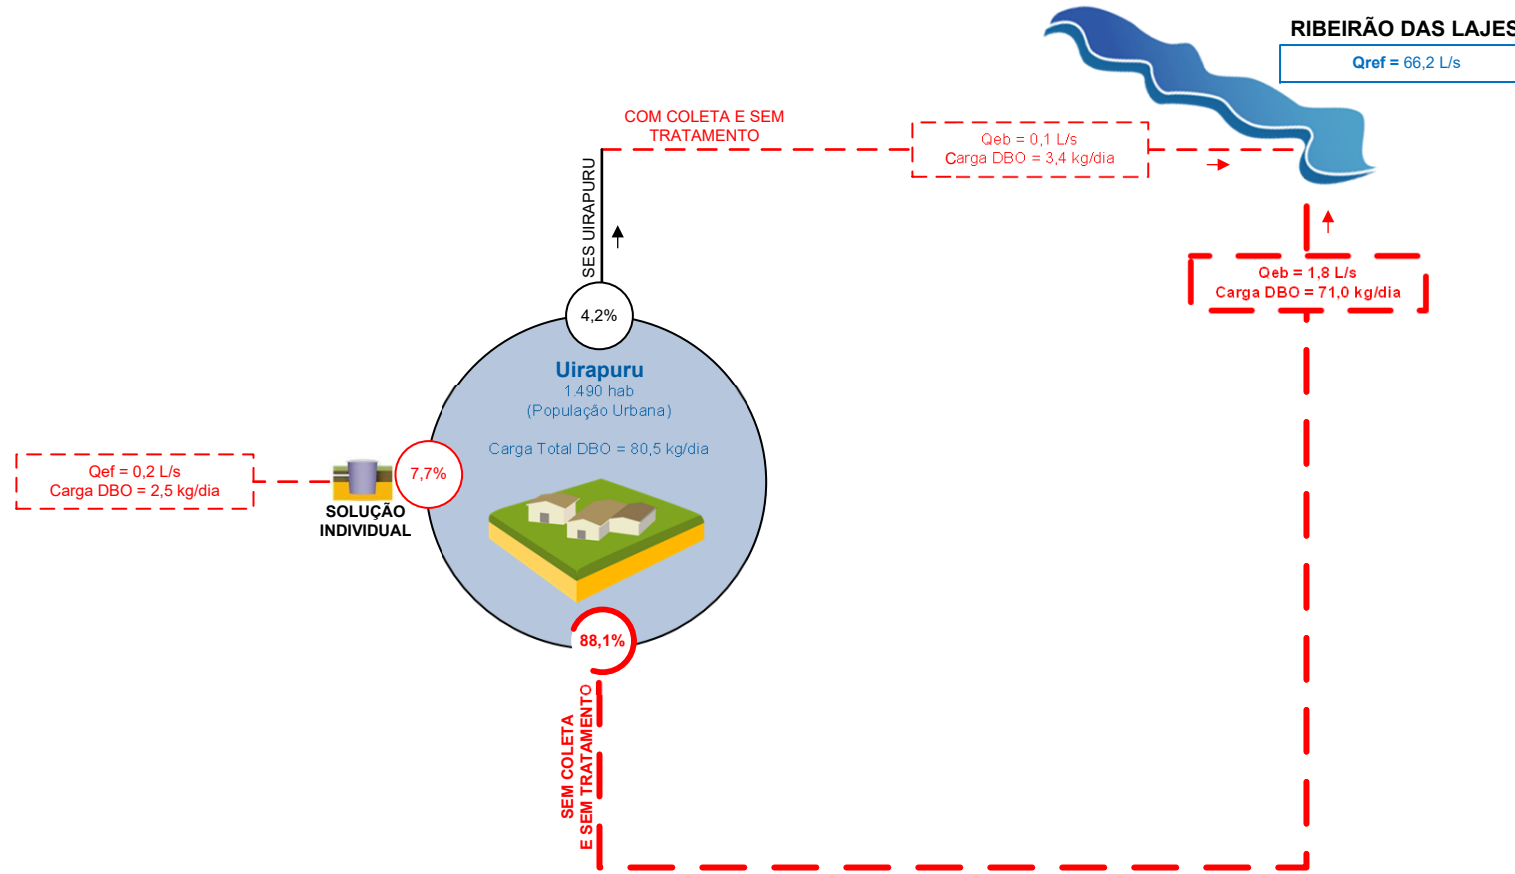 RIBEIRÃO DAS LAJES
Qref = 66,2 L/s
COM COLETA E SEM
TRATAMENTO
Qeb = 0,1 L/s
Carga DBO = 3,4 kg/dia
SES UIRAPURU
Qeb = 1,8 L/s
Carga DBO = 71,0 kg/dia
4,2%
Uirapuru
1.490 hab
(População Urbana)
Carga Total DBO = 80,5 kg/dia
7,7%
Qef = 0,2 L/s
Carga DBO = 2,5 kg/dia
SOLUÇÃO
INDIVIDUAL
88,1%
SEM COLETA
E SEM TRATAMENTO